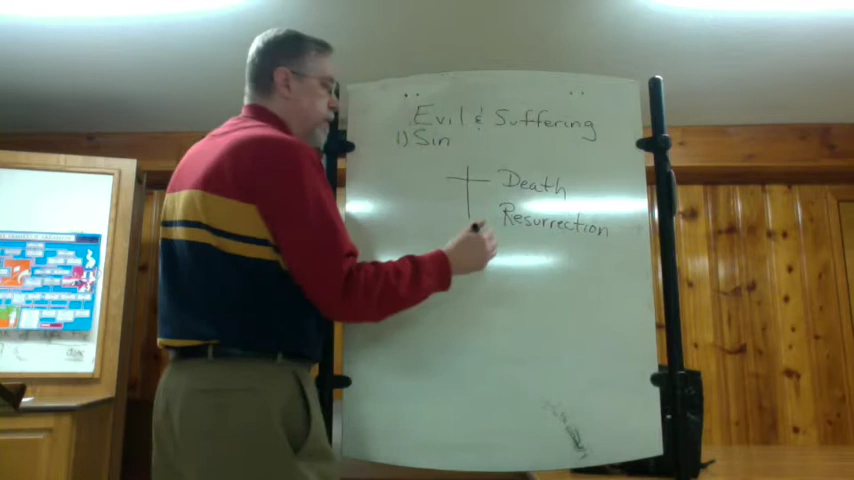 Evil & Suffering
1) Sin
Death
Resurrection